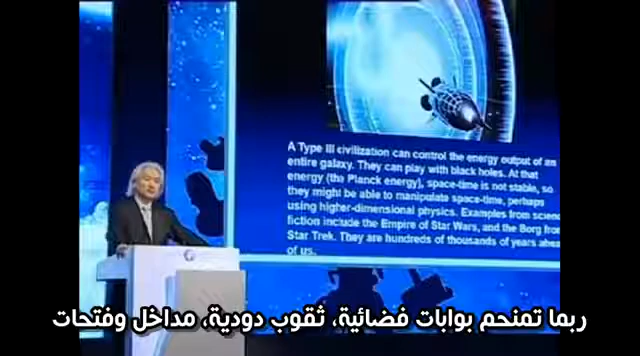 A Type III civilization can control the energy output of an
entire galaxy. They can play with black holes. At that
energy (the Planck energy), space-time is not stable, so
they might be able to manipulate space-time, perhaps
using higher-dimensional physics. Examples from scienc
fiction include the Empire of Star Wars, and the Borg from
Star Trek. They are hundreds of thousands of years ahea
of us.
ربما تمنحم بوابات فضائية، ثقوب دودية، مداخل وفتحات